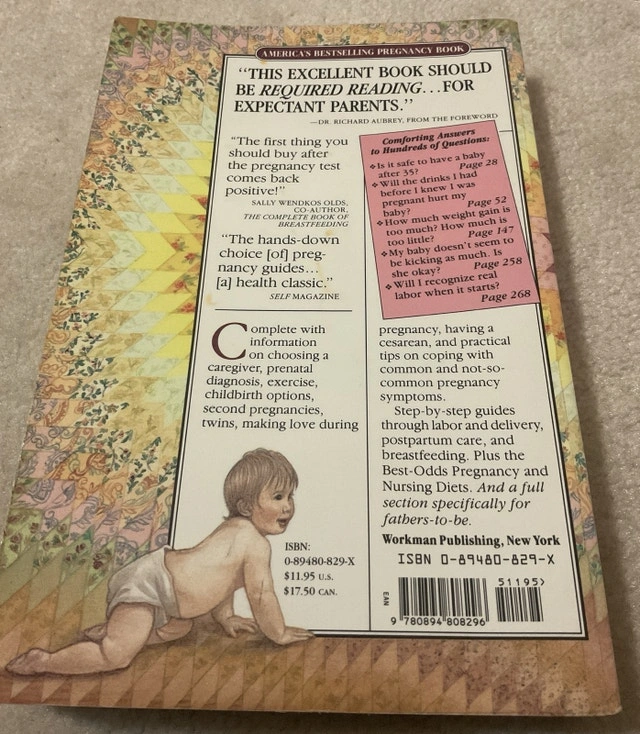 AMERICA'S BESTSELLING PREGNANCY BOOK
"THIS EXCELLENT BOOK SHOULD
BE REQUIRED READING...FOR
EXPECTANT PARENTS."
—DR. RICHARD AUBREY, FROM THE FOREWORD
"The first thing you
should buy after
the pregnancy test
comes back
positive!"
SALLY WENDKOS OLDS,
CO-AUTHOR,
THE COMPLETE BOOK OF
BREASTFEEDING
"The hands-down
choice [of] preg-
nancy guides...
[a] health classic."
SELF MAGAZINE
Comforting Answers
to Hundreds of Questions:
❖Is it safe to have a baby
after 35? Page 28
❖Will the drinks I had
before I knew I was
pregnant hurt my
baby? Page 52
❖How much weight gain is
too much? How much is
too little? Page 147
❖My baby doesn't seem to
be kicking as much. Is
she okay? Page 258
❖Will I recognize real
labor when it starts?
Page 268
Complete with
information
on choosing a
caregiver, prenatal
diagnosis, exercise,
childbirth options,
second pregnancies,
twins, making love during
pregnancy, having a
cesarean, and practical
tips on coping with
common and not-so-
common pregnancy
symptoms.
Step-by-step guides
through labor and delivery,
postpartum care, and
breastfeeding. Plus the
Best-Odds Pregnancy and
Nursing Diets. And a full
section specifically for
fathers-to-be.
Workman Publishing, New York
ISBN:
0-89480-829-X
$11.95 U.S.
$17.50 CAN.
ISBN 0-89480-829-X
51195>
EAN
9 780894 808296